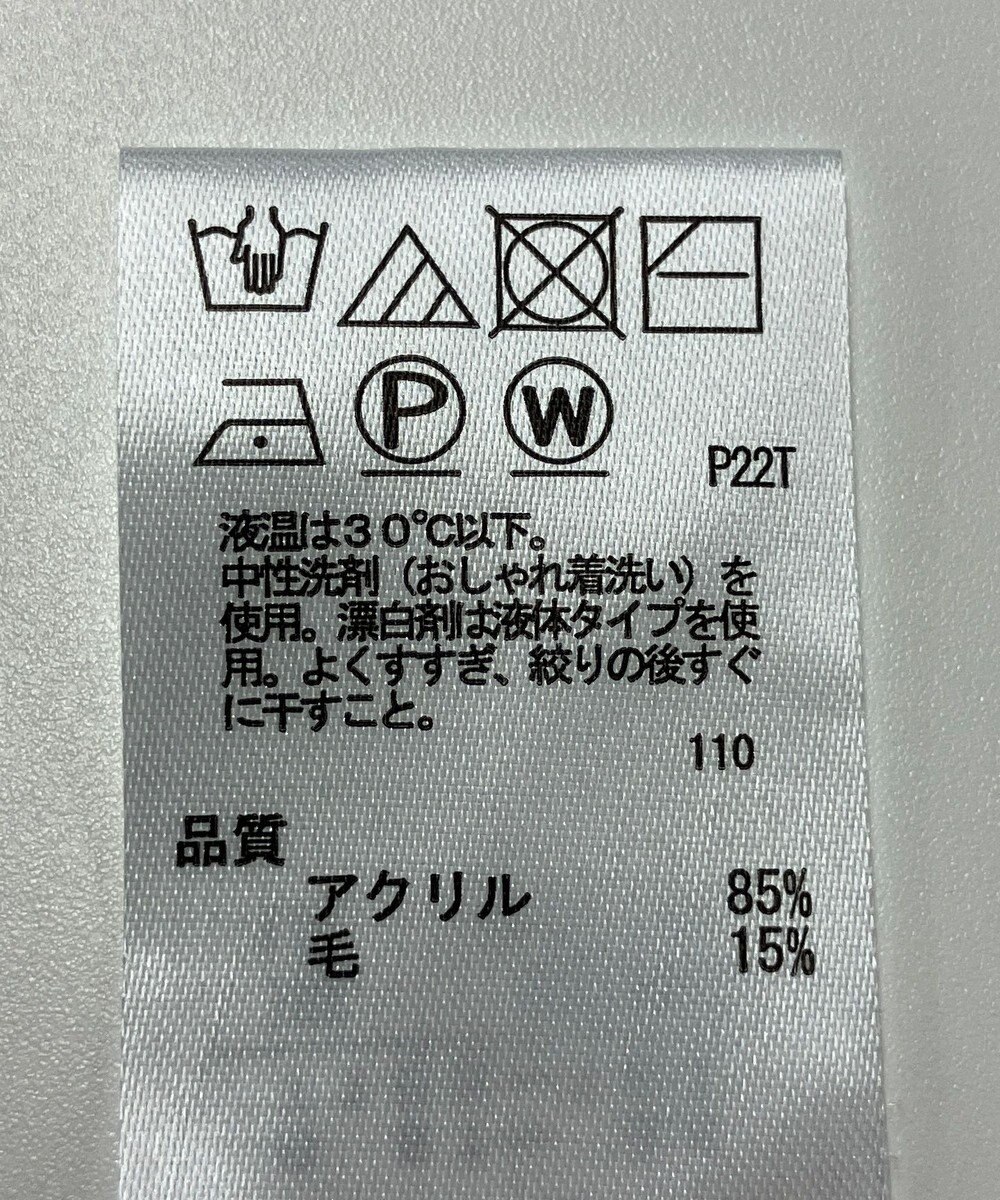 P W
P22T
液温は30℃以下。
中性洗剤(おしゃれ着洗い)を
使用。漂白剤は液体タイプを使
用。よくすすぎ、絞りの後すぐ
に干すこと。
110
品質
アクリル 85%
毛 15%